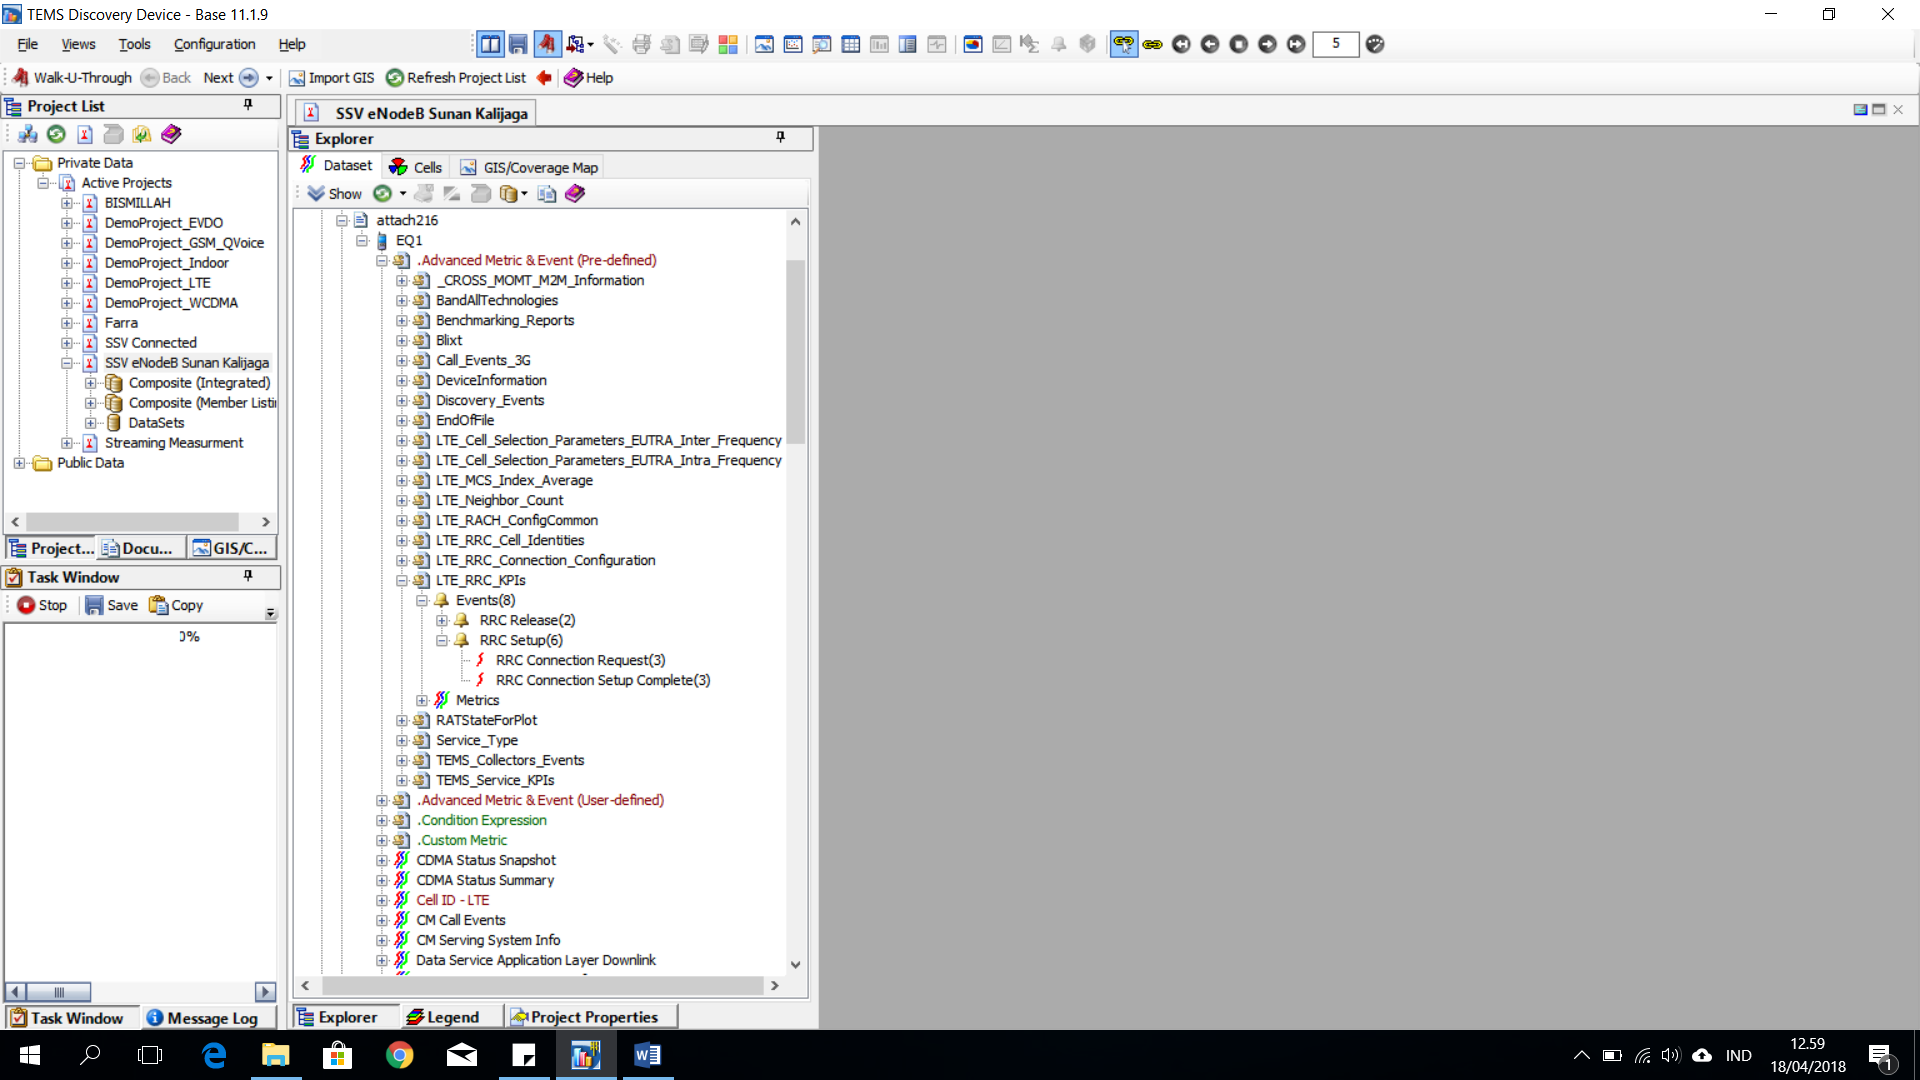 TEMS Discovery Device - Base 11.1.9
File Views Tools Configuration Help
5
Walk-U-Through Back Next Import GIS Refresh Project List Help
Project List
Private Data
Active Projects
BISMILLAH
DemoProject_EVDO
DemoProject_GSM_QVoice
DemoProject_Indoor
DemoProject_LTE
DemoProject_WCDMA
Farra
SSV Connected
SSV eNodeB Sunan Kalijaga
Composite (Integrated)
Composite (Member Listi
DataSets
Streaming Measurment
Public Data
Project... Docu... GIS/C...
Task Window
Stop Save Copy
0%
Task Window Message Log
SSV eNodeB Sunan Kalijaga
Explorer
Dataset Cells GIS/Coverage Map
Show
attach216
EQ1
.Advanced Metric & Event (Pre-defined)
_CROSS_MOMT_M2M_Information
BandAllTechnologies
Benchmarking_Reports
Blixt
Call_Events_3G
DeviceInformation
Discovery_Events
EndOfFile
LTE_Cell_Selection_Parameters_EUTRA_Inter_Frequency
LTE_Cell_Selection_Parameters_EUTRA_Intra_Frequency
LTE_MCS_Index_Average
LTE_Neighbor_Count
LTE_RACH_ConfigCommon
LTE_RRC_Cell_Identities
LTE_RRC_Connection_Configuration
LTE_RRC_KPIs
Events(8)
RRC Release(2)
RRC Setup(6)
RRC Connection Request(3)
RRC Connection Setup Complete(3)
Metrics
RATStateForPlot
Service_Type
TEMS_Collectors_Events
TEMS_Service_KPIs
.Advanced Metric & Event (User-defined)
.Condition Expression
.Custom Metric
CDMA Status Snapshot
CDMA Status Summary
Cell ID - LTE
CM Call Events
CM Serving System Info
Data Service Application Layer Downlink
Explorer Legend Project Properties
IND
12.59
18/04/2018
1